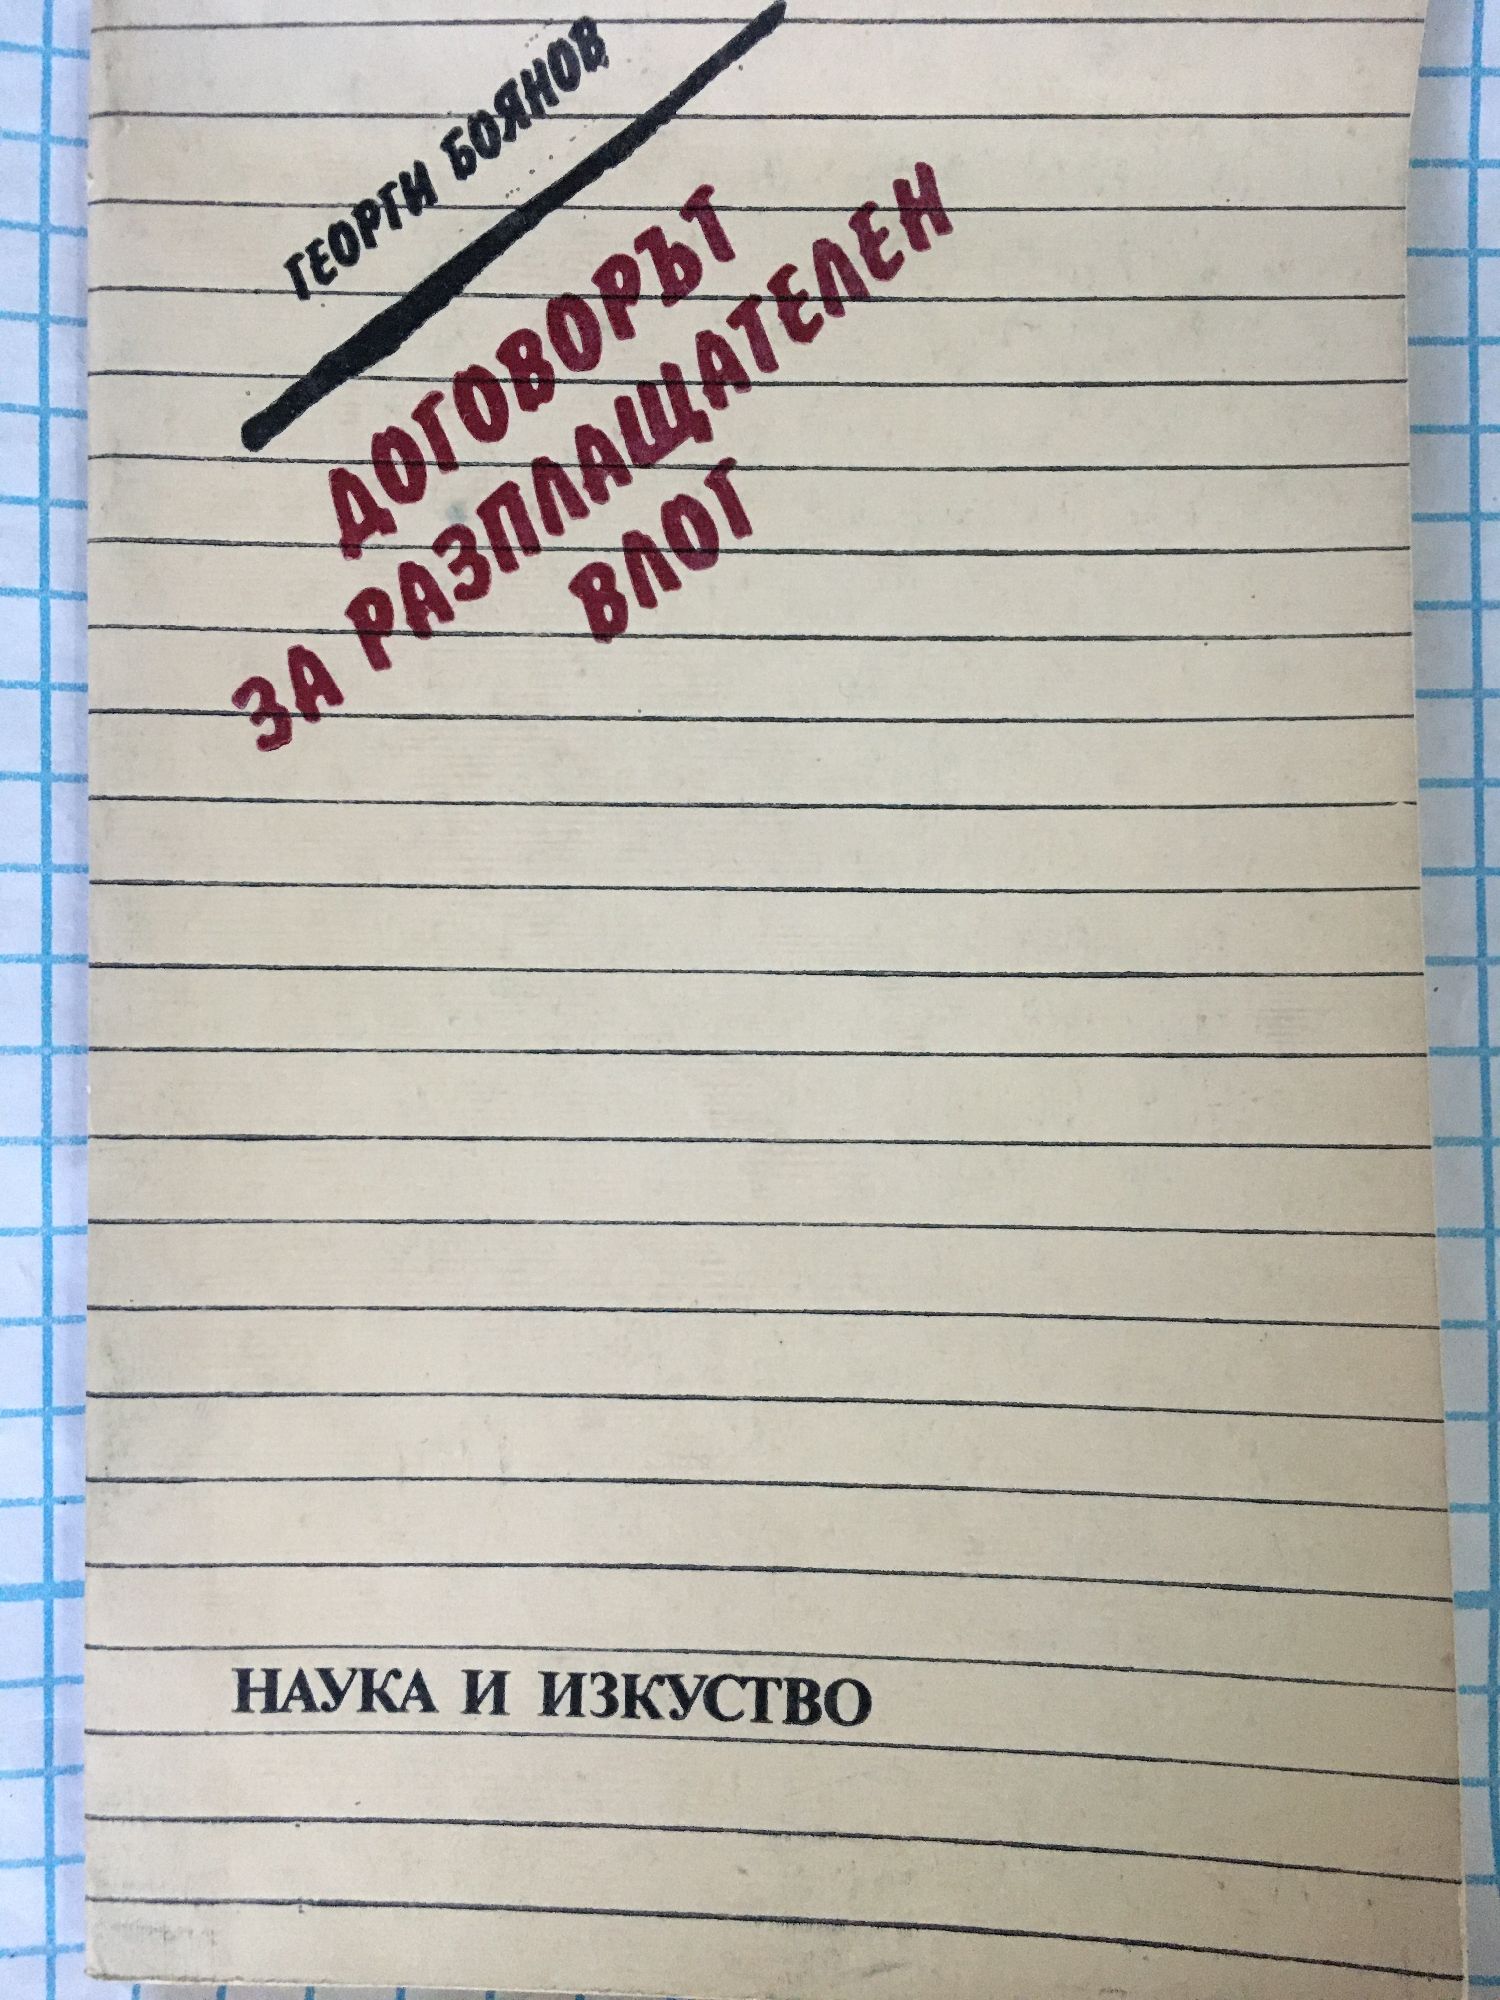 ГЕОРГИ БОЯНОВ
ДОГОВОРЪТ
ЗА РАЗПЛАЩАТЕЛЕН
ВЛОГ
НАУКА И ИЗКУСТВО